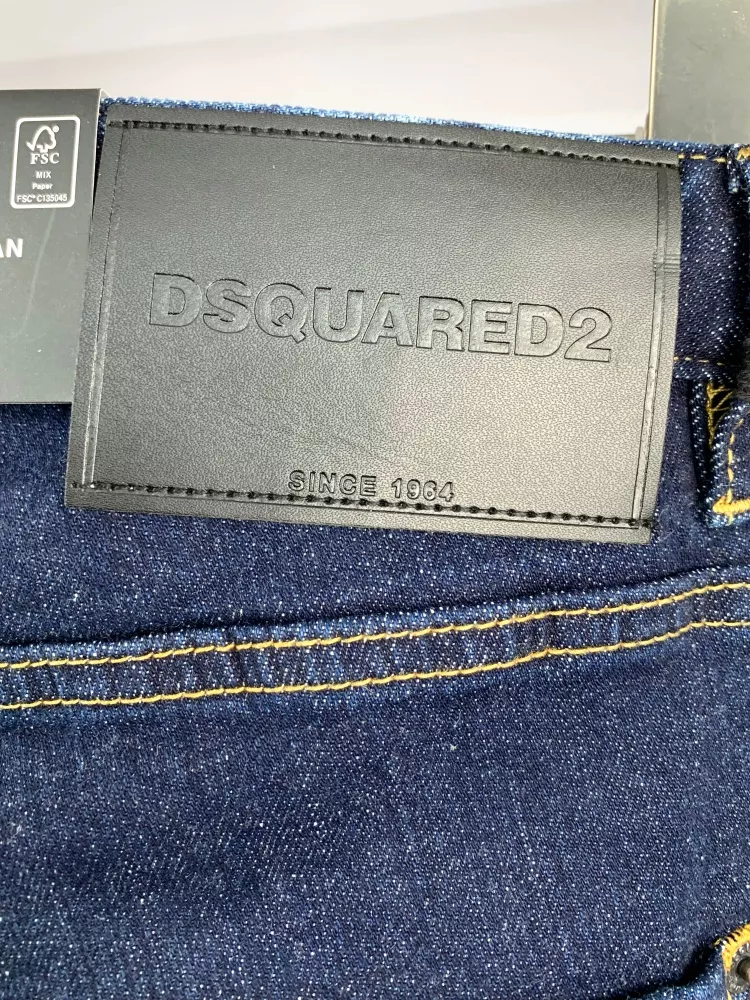 FSC
MIX
Paper
FSC® C135045
AN
DSQUARED2
SINCE 1964